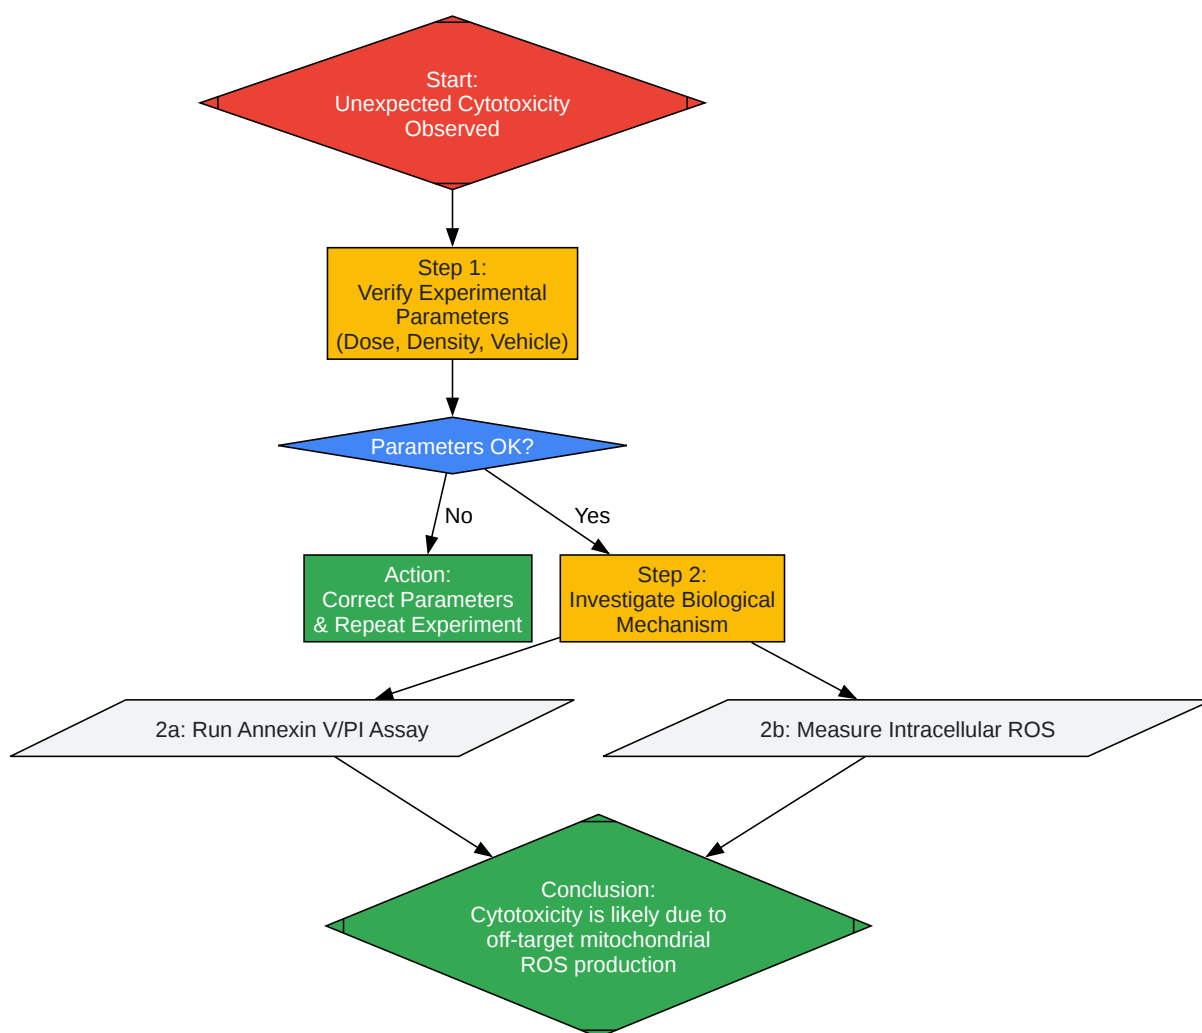 Start:
Unexpected Cytotoxicity
Observed
Step 1:
Verify Experimental
Parameters
(Dose, Density, Vehicle)
Parameters OK?
No
Yes
Action:
Correct Parameters
& Repeat Experiment
Step 2:
Investigate Biological
Mechanism
2a: Run Annexin V/PI Assay
2b: Measure Intracellular ROS
Conclusion:
Cytotoxicity is likely due to
off-target mitochondrial
ROS production